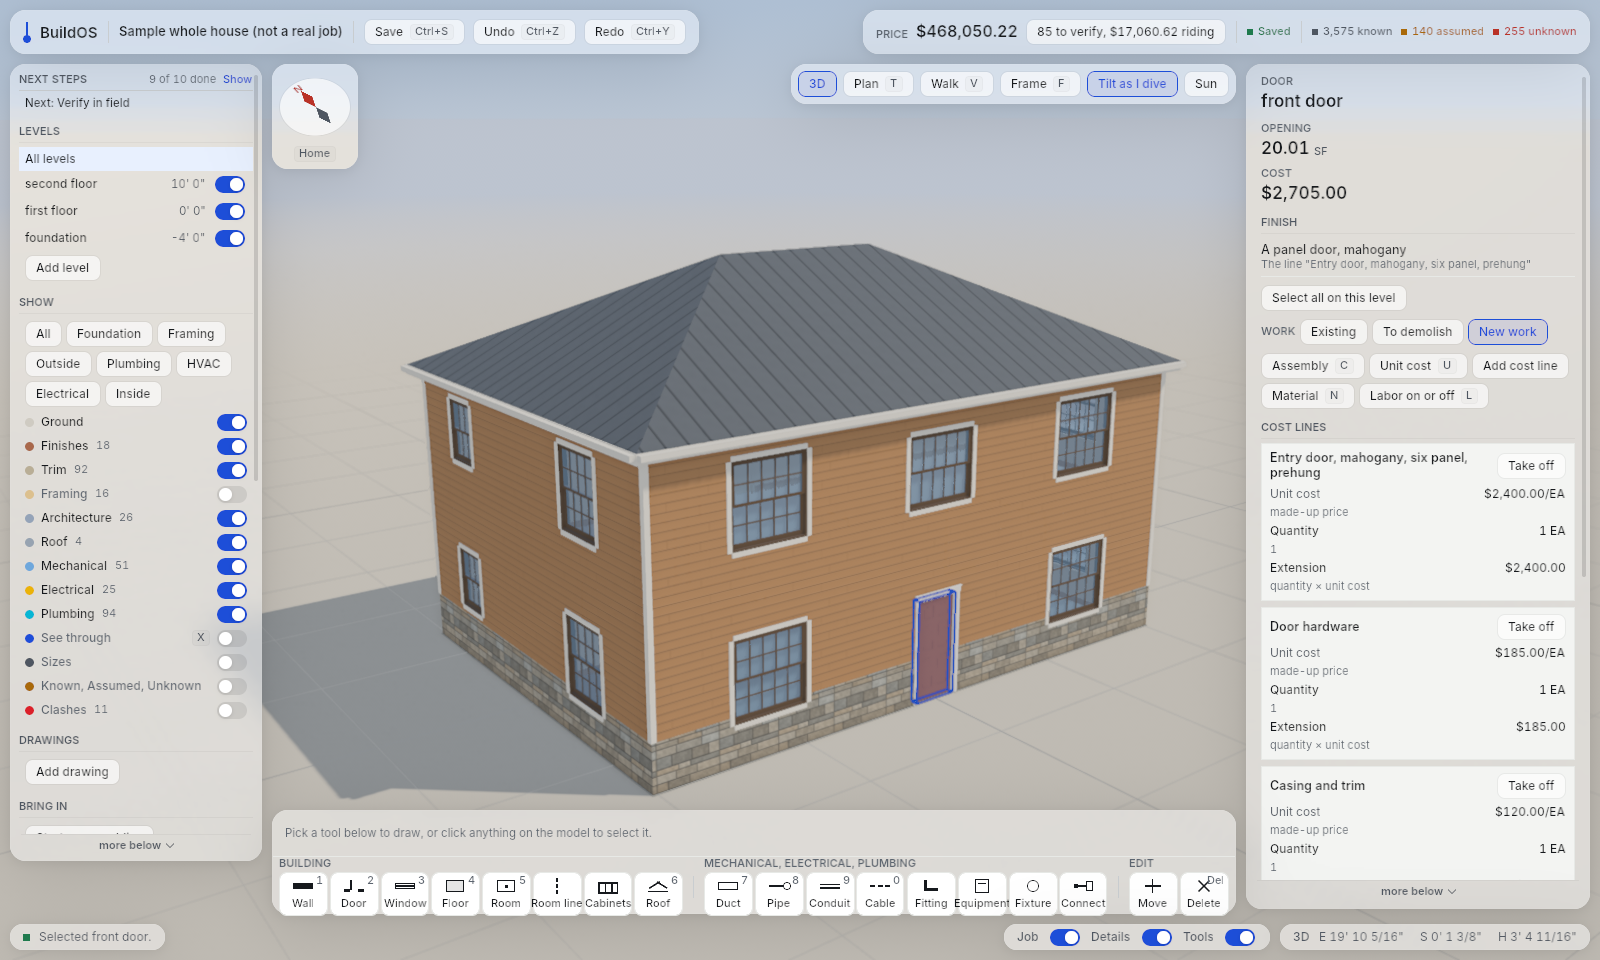 BuildOS
Sample whole house (not a real job)
Save Ctrl+S
Undo Ctrl+Z
Redo Ctrl+Y
PRICE $468,050.22
85 to verify, $17,060.62 riding
Saved
3,575 known
140 assumed
255 unknown
NEXT STEPS 9 of 10 done Show
Next: Verify in field
LEVELS
All levels
second floor 10' 0"
first floor 0' 0"
foundation -4' 0"
Add level
SHOW
All Foundation Framing
Outside Plumbing HVAC
Electrical Inside
Ground
Finishes 18
Trim 92
Framing 16
Architecture 26
Roof 4
Mechanical 51
Electrical 25
Plumbing 94
See through X
Sizes
Known, Assumed, Unknown
Clashes 11
DRAWINGS
Add drawing
BRING IN
more below
N
Home
3D
Plan T
Walk V
Frame F
Tilt as I dive
Sun
DOOR
front door
OPENING
20.01 SF
COST
$2,705.00
FINISH
A panel door, mahogany
The line "Entry door, mahogany, six panel, prehung"
Select all on this level
WORK Existing To demolish New work
Assembly C Unit cost U Add cost line
Material N Labor on or off L
COST LINES
Entry door, mahogany, six panel,
prehung
Take off
Unit cost $2,400.00/EA
made-up price
Quantity 1 EA
1
Extension $2,400.00
quantity × unit cost
Door hardware Take off
Unit cost $185.00/EA
made-up price
Quantity 1 EA
1
Extension $185.00
quantity × unit cost
Casing and trim Take off
Unit cost $120.00/EA
made-up price
Quantity 1 EA
1
more below
Pick a tool below to draw, or click anything on the model to select it.
BUILDING
Wall 1
Door 2
Window 3
Floor 4
Room 5
Room line
Cabinets
Roof 6
MECHANICAL, ELECTRICAL, PLUMBING
Duct 7
Pipe 8
Conduit 9
Cable 0
Fitting
Equipment
Fixture
Connect
EDIT
Move
Delete Del
Selected front door.
Job Details Tools
3D E 19' 10 5/16" S 0' 1 3/8" H 3' 4 11/16"